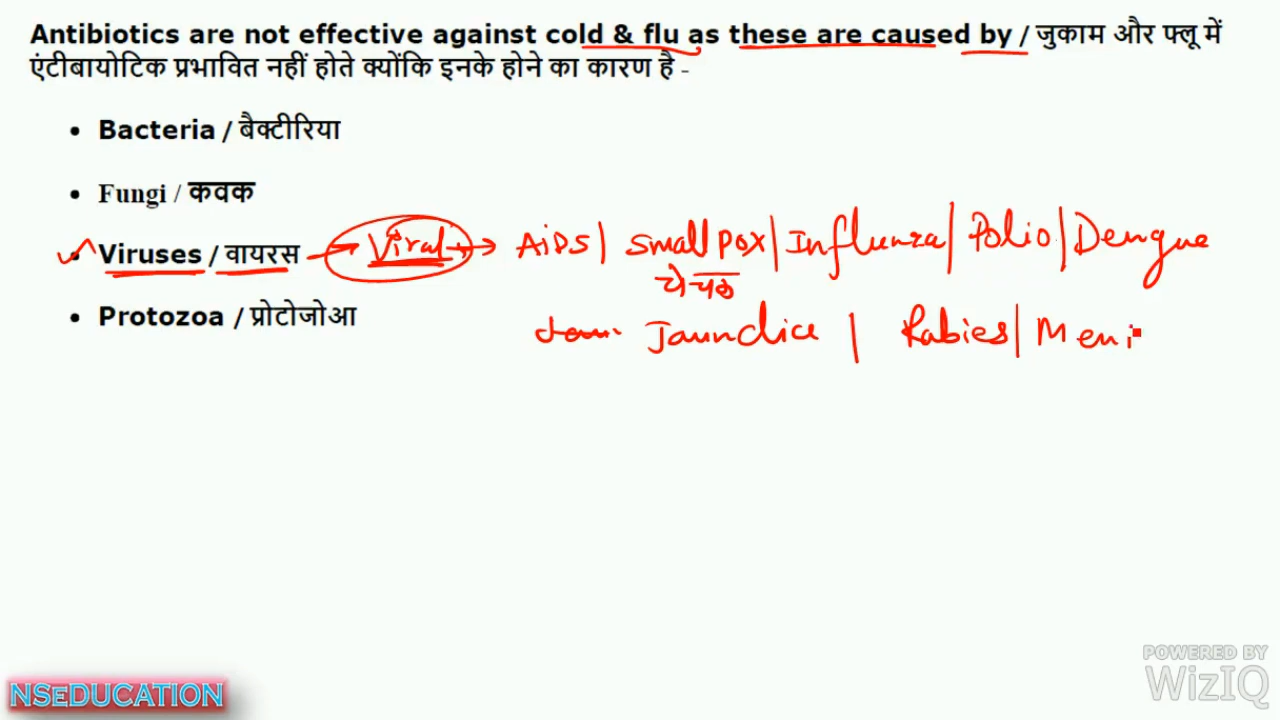 Antibiotics are not effective against cold & flu as these are caused by / जुकाम और फ्लू में
एंटीबायोटिक प्रभावित नहीं होते क्योंकि इनके होने का कारण है -
• Bacteria / बैक्टीरिया
• Fungi / कवक
• Viruses / वायरस → Viral → AiDS | Small Pox | Influenza | Polio | Dengue
चेचक
• Protozoa / प्रोटोजोआ
Jaundice | Rabies | Meni
POWERED BY
WizIQ
NSEDUCATION